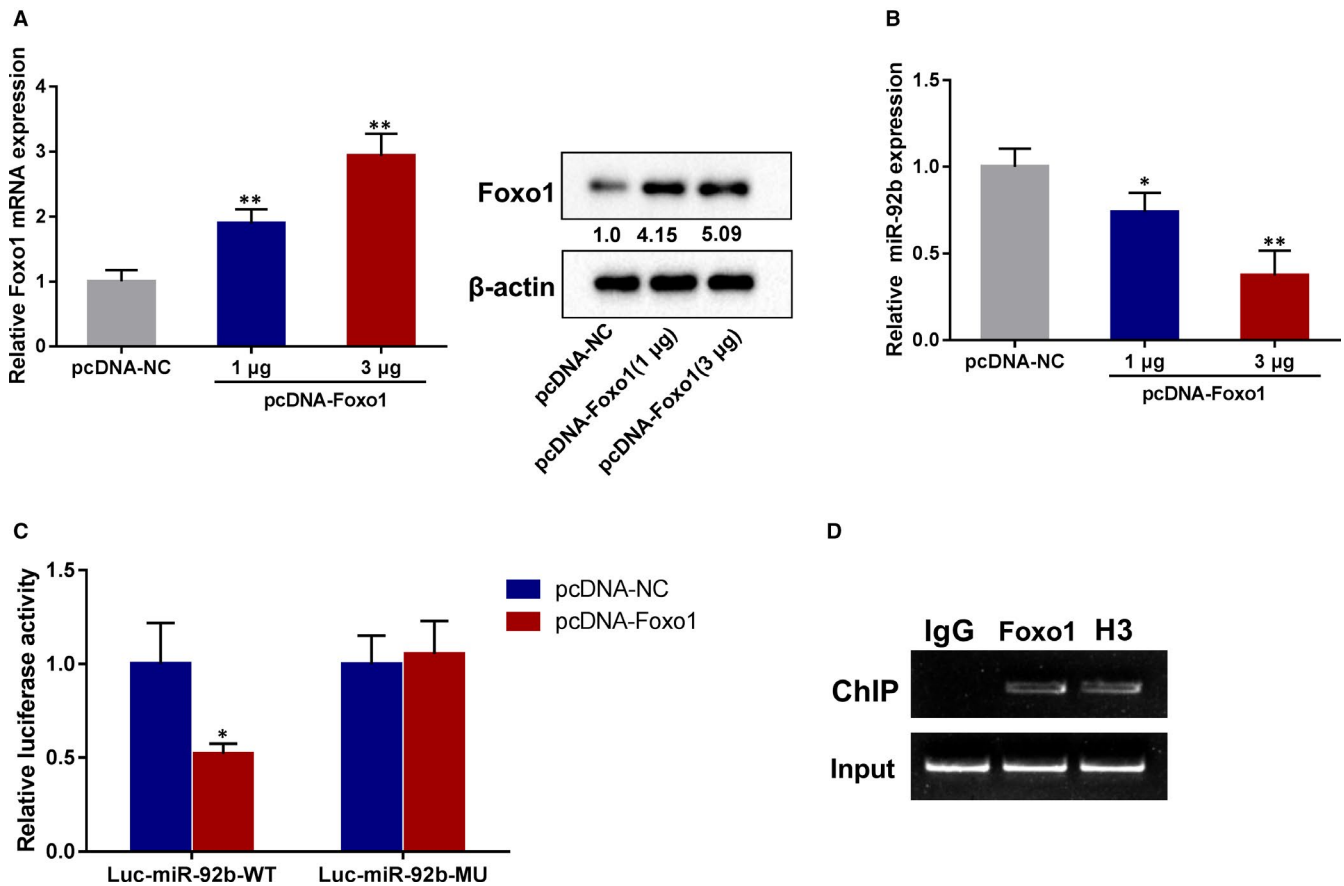 A
Relative Foxo1 mRNA expression
4
3
2
1
0
**
**
pcDNA-NC
1 µg
3 µg
pcDNA-Foxo1
Foxo1
1.0 4.15 5.09
β-actin
pcDNA-NC
pcDNA-Foxo1(1 µg)
pcDNA-Foxo1(3 µg)
B
Relative miR-92b expression
1.5
1.0
0.5
0.0
*
**
pcDNA-NC
1 µg
3 µg
pcDNA-Foxo1
C
Relative luciferase activity
1.5
1.0
0.5
0.0
*
Luc-miR-92b-WT
Luc-miR-92b-MU
pcDNA-NC
pcDNA-Foxo1
D
IgG Foxo1 H3
ChIP
Input